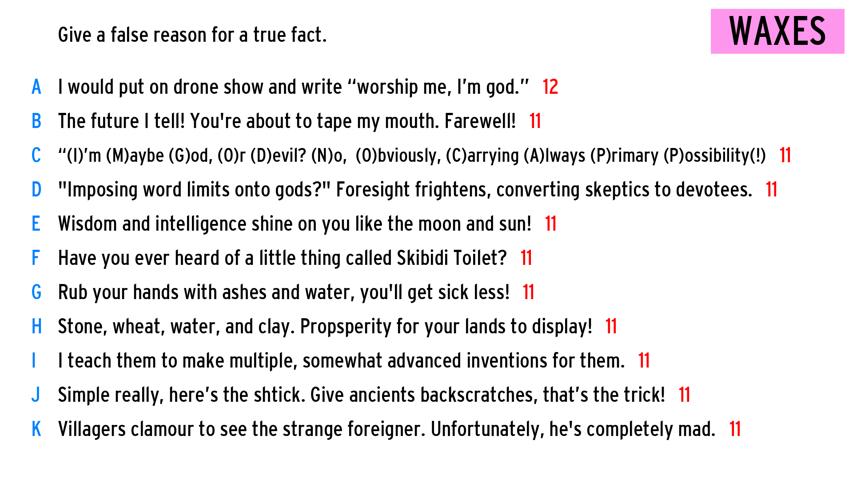 Give a false reason for a true fact.
WAXES
A I would put on drone show and write “worship me, I’m god.” 12
B The future I tell! You're about to tape my mouth. Farewell! 11
C “(I)’m (M)aybe (G)od, (O)r (D)evil? (N)o, (O)bviously, (C)arrying (A)lways (P)rimary (P)ossibility(!) 11
D "Imposing word limits onto gods?" Foresight frightens, converting skeptics to devotees. 11
E Wisdom and intelligence shine on you like the moon and sun! 11
F Have you ever heard of a little thing called Skibidi Toilet? 11
G Rub your hands with ashes and water, you'll get sick less! 11
H Stone, wheat, water, and clay. Propsperity for your lands to display! 11
I I teach them to make multiple, somewhat advanced inventions for them. 11
J Simple really, here’s the shtick. Give ancients backscratches, that’s the trick! 11
K Villagers clamour to see the strange foreigner. Unfortunately, he's completely mad. 11